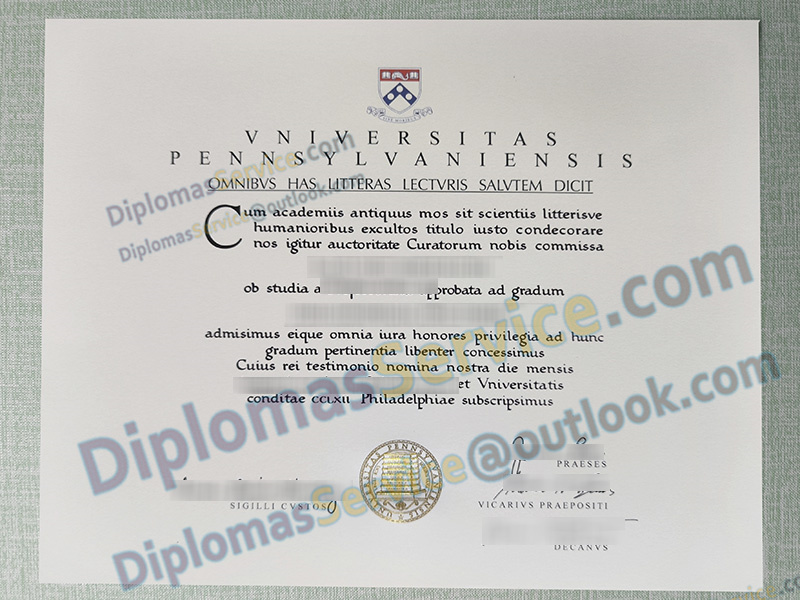 VNIVERSITAS
PENNSYLVANIENSIS
OMNIBVS HAS LITTERAS LECTVRIS SALVTEM DICIT
Cum academiis antiquus mos sit scientiis litterisve
humanioribus excultos titulo iusto condecorare
nos igitur auctoritate Curatorum nobis commissa
ob studia a probata ad gradum
admisimus eique omnia iura honores privilegia ad hunc
gradum pertinentia libenter concessimus
Cuius rei testimonio nomina nostra die mensis
et Vniversitatis
conditae cclxii Philadelphiae subscripsimus
PRAESES
SIGILLI CVSTOS
VICARIVS PRAEPOSITI
DECANVS
UNIVERSITAS PENNSYLVANIENSIS
DiplomasService.com
DiplomasService@outlook.com
DiplomasService.com
DiplomasService@outlook.com